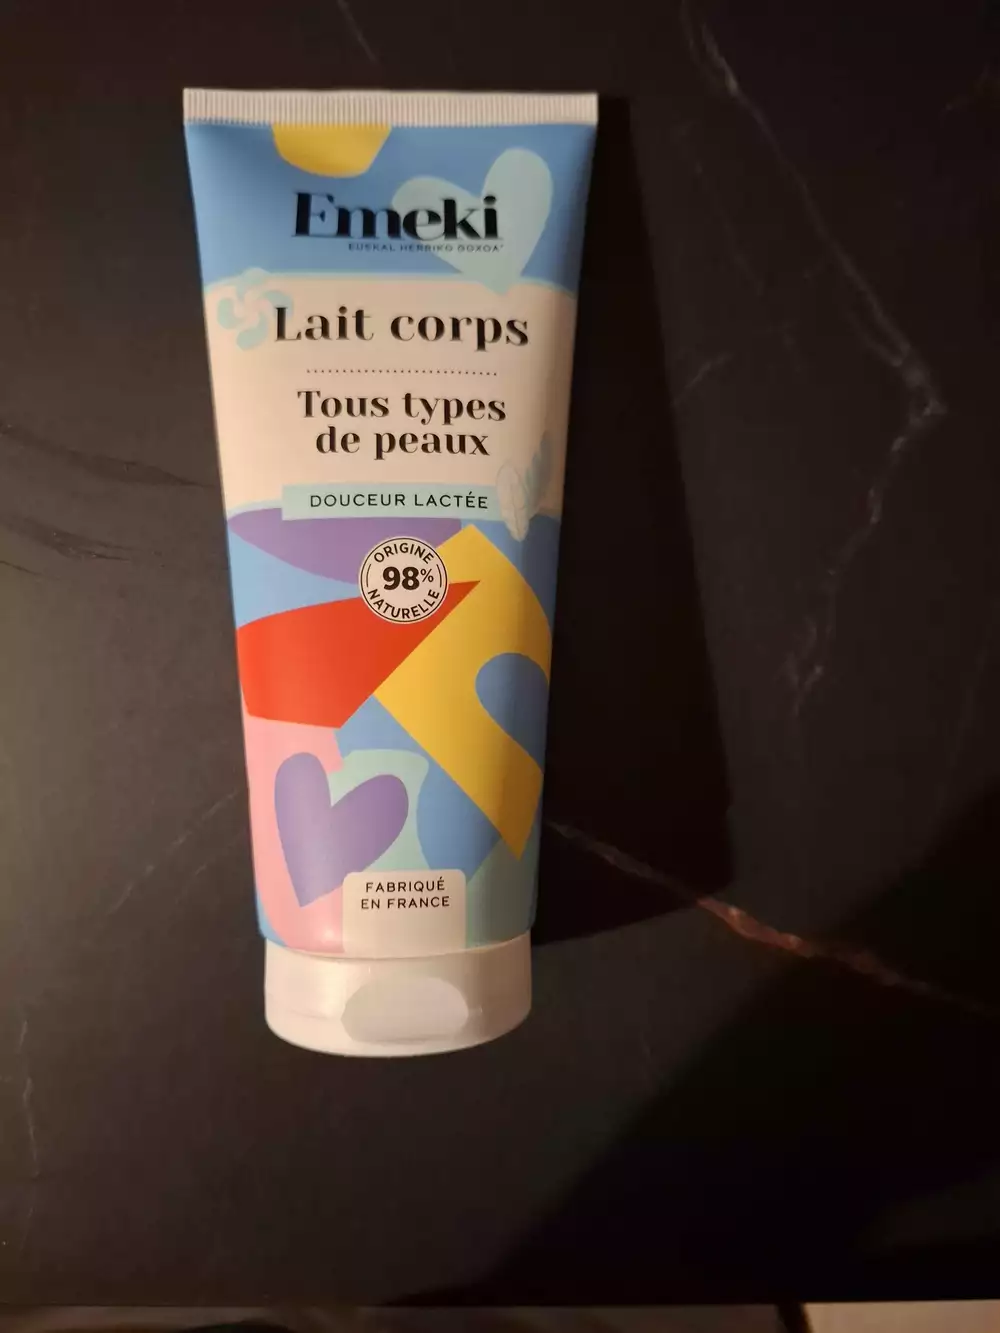 Emeki
EUSKAL HERRIKO GOXOA
Lait corps
Tous types
de peaux
DOUCEUR LACTÉE
ORIGINE
98%
NATURELLE
FABRIQUÉ
EN FRANCE